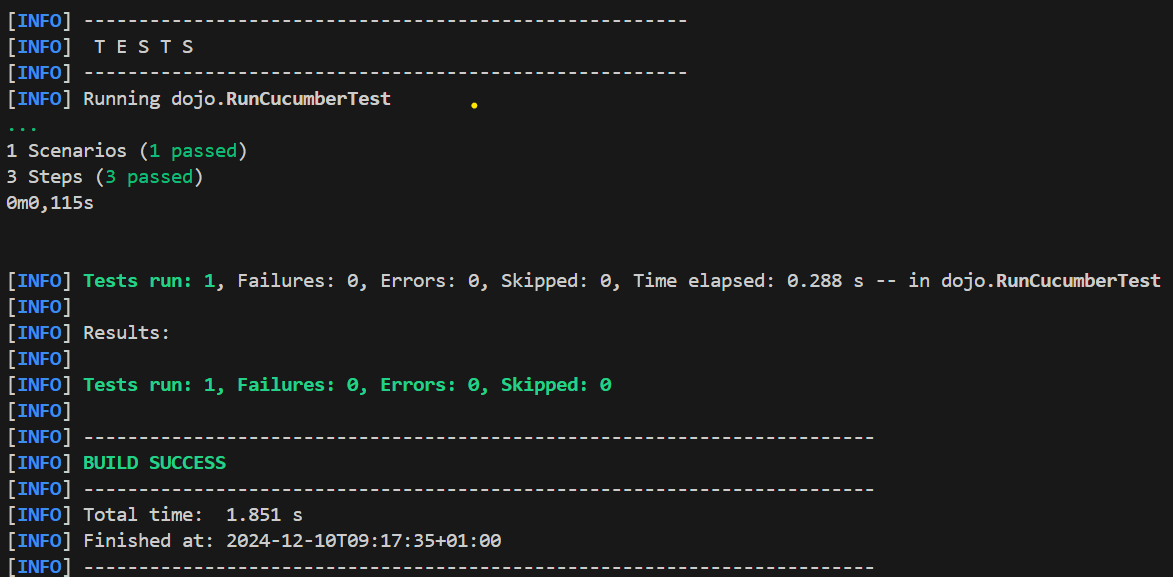 [INFO] -------------------------------------------------------
[INFO]  T E S T S
[INFO] -------------------------------------------------------
[INFO] Running dojo.RunCucumberTest
...
1 Scenarios (1 passed)
3 Steps (3 passed)
0m0,115s
[INFO] Tests run: 1, Failures: 0, Errors: 0, Skipped: 0, Time elapsed: 0.288 s -- in dojo.RunCucumberTest
[INFO]
[INFO] Results:
[INFO]
[INFO] Tests run: 1, Failures: 0, Errors: 0, Skipped: 0
[INFO]
[INFO] ------------------------------------------------------------------------
[INFO] BUILD SUCCESS
[INFO] ------------------------------------------------------------------------
[INFO] Total time:  1.851 s
[INFO] Finished at: 2024-12-10T09:17:35+01:00
[INFO] ------------------------------------------------------------------------